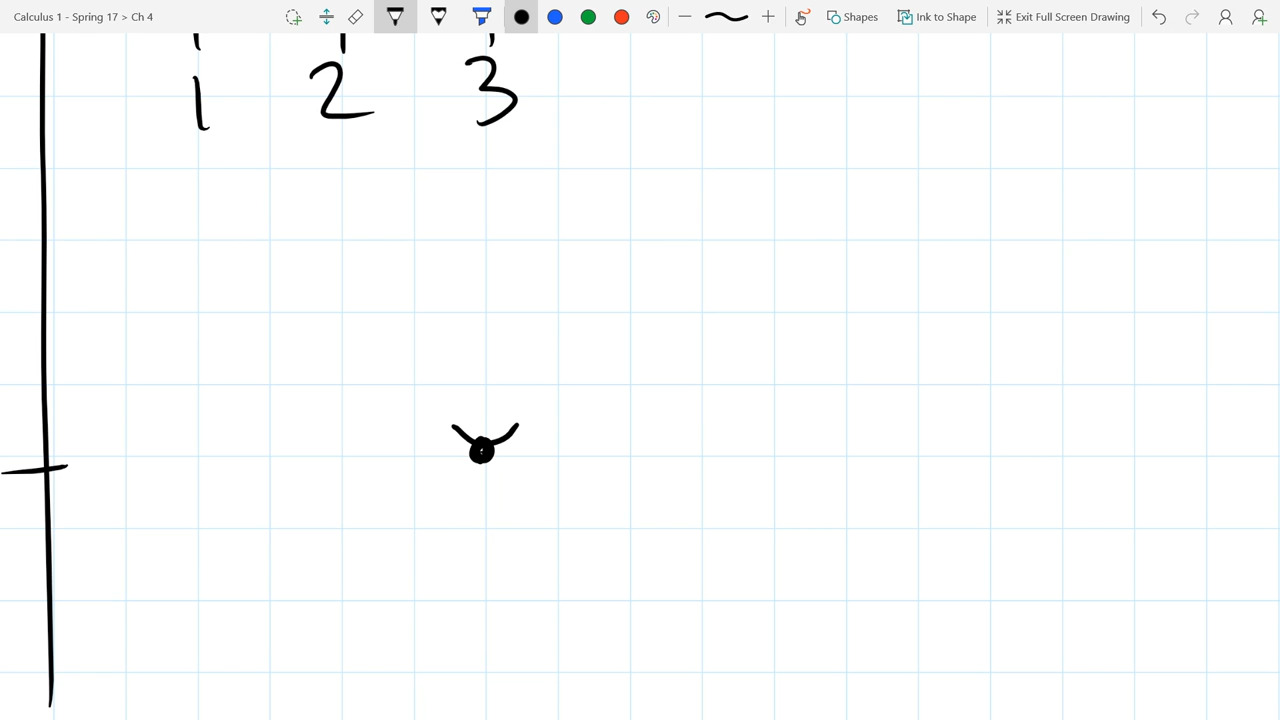 Calculus 1 - Spring 17 > Ch 4
Shapes
Ink to Shape
Exit Full Screen Drawing
1 2 3